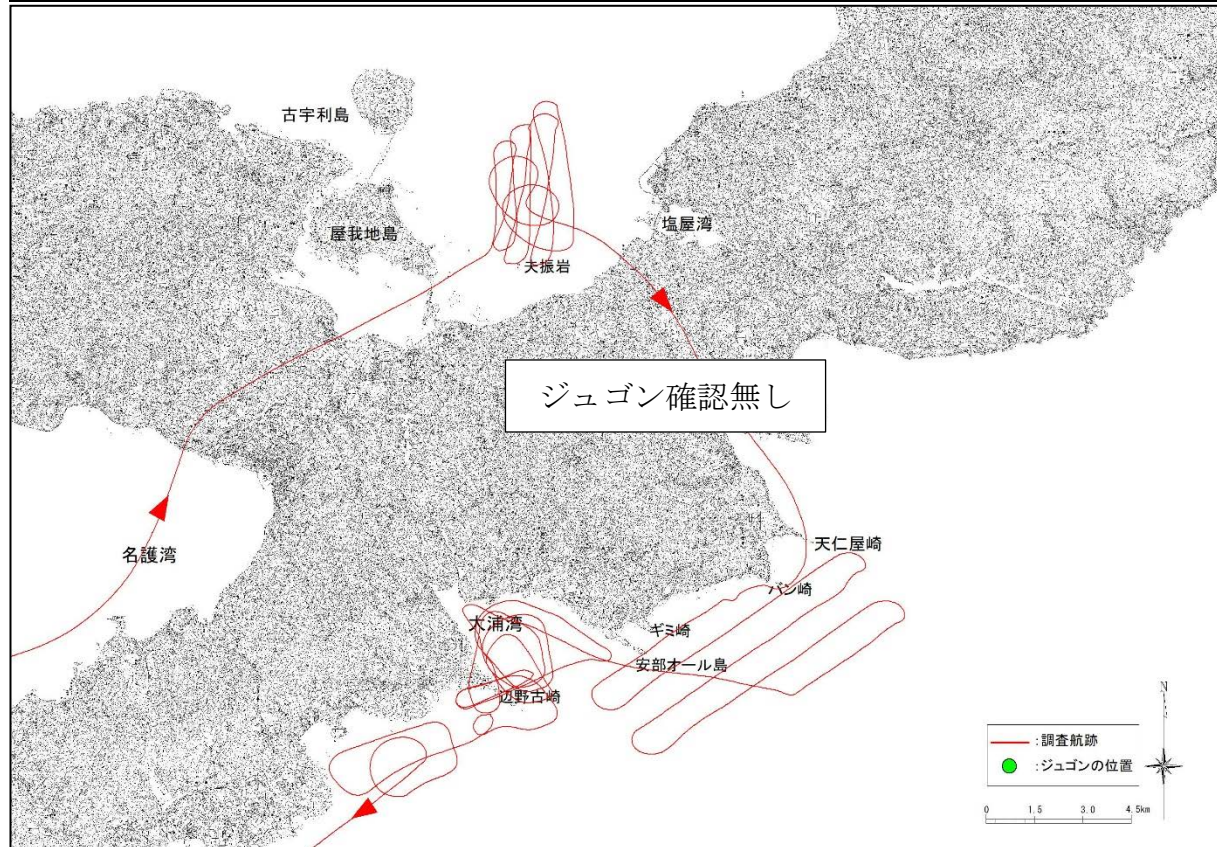 古宇利島
屋我地島
塩屋湾
夫振岩
ジュゴン確認無し
名護湾
天仁屋崎
バン崎
大浦湾
ギミ崎
安部オール島
辺野古崎
N
:調査航跡
:ジュゴンの位置
0 1.5 3.0 4.5km